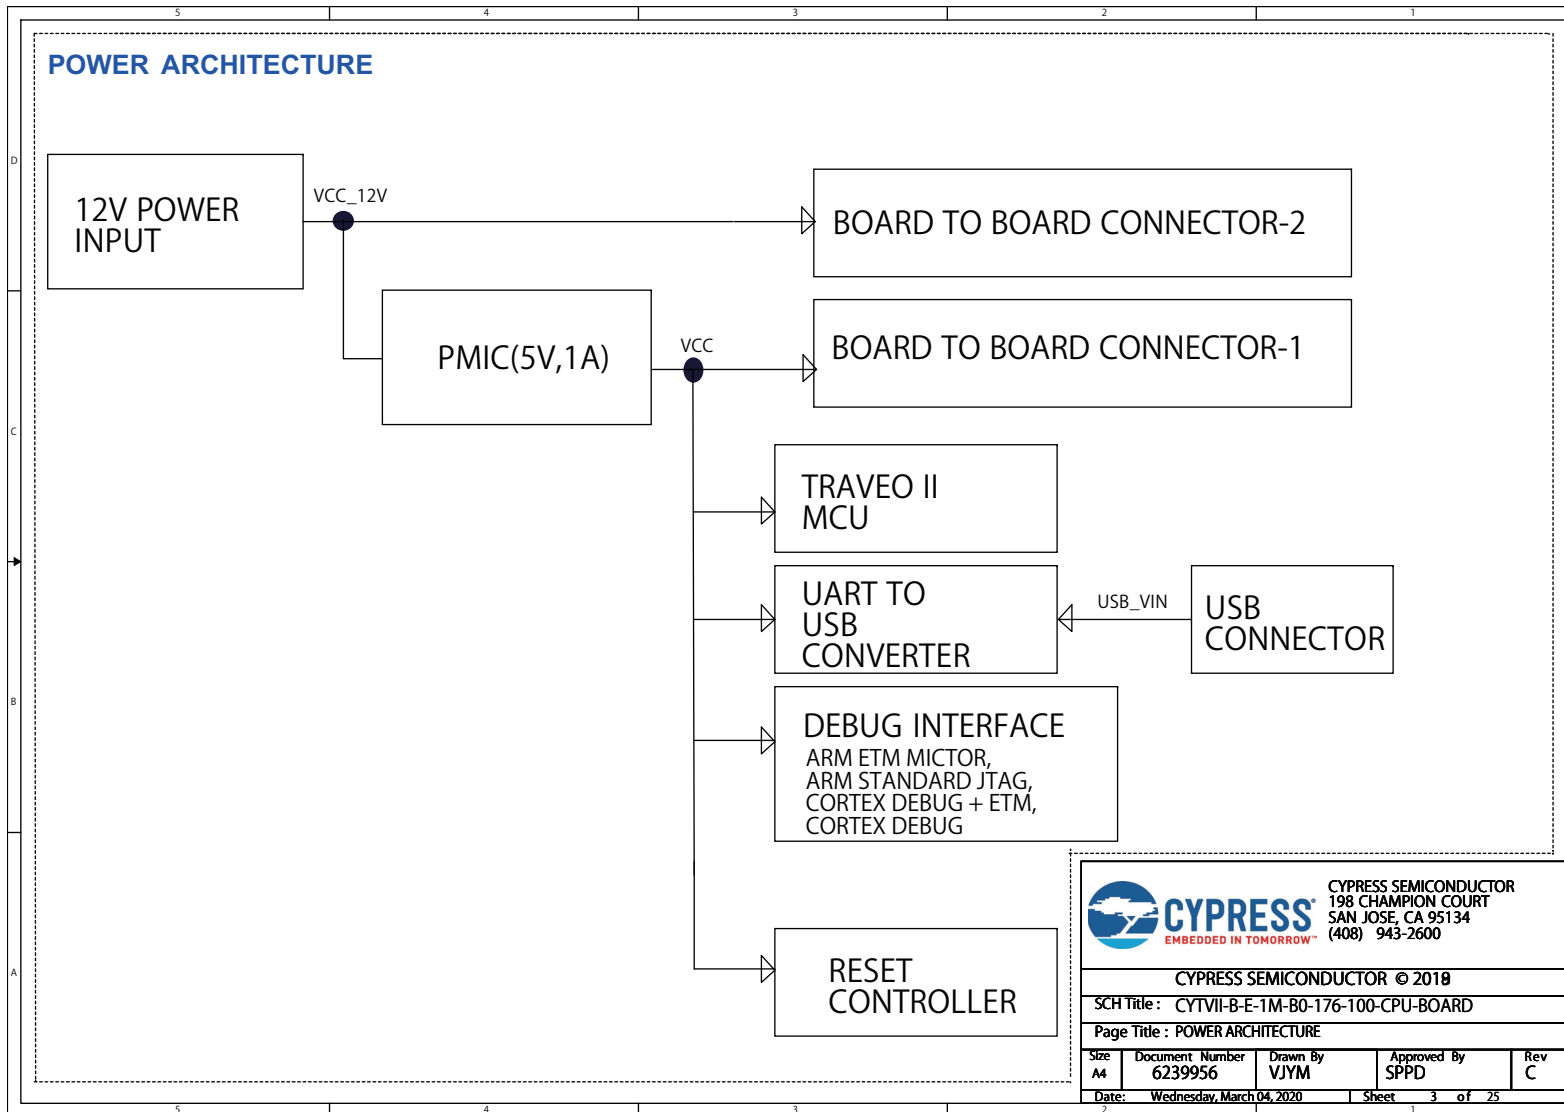 5 4 3 2 1
POWER ARCHITECTURE
D
12V POWER
INPUT
VCC_12V
BOARD TO BOARD CONNECTOR-2
PMIC(5V,1A)
VCC
BOARD TO BOARD CONNECTOR-1
C
TRAVEO II
MCU
UART TO
USB
CONVERTER
USB_VIN
USB
CONNECTOR
B
DEBUG INTERFACE
ARM ETM MICTOR,
ARM STANDARD JTAG,
CORTEX DEBUG + ETM,
CORTEX DEBUG
A
RESET
CONTROLLER
CYPRESS
EMBEDDED IN TOMORROW™
CYPRESS SEMICONDUCTOR
198 CHAMPION COURT
SAN JOSE, CA 95134
(408) 943-2600
CYPRESS SEMICONDUCTOR ©
SCH Title : CYTVII-B-E-1M-B0-176-100-CPU-BOARD
Page Title : POWER ARCHITECTURE
Size Document Number Drawn By Approved By Rev
A4 6239956 VJYM SPPD C
Date: Wednesday, March 04, 2020 Sheet 3 of 25
5 4 3 2 1